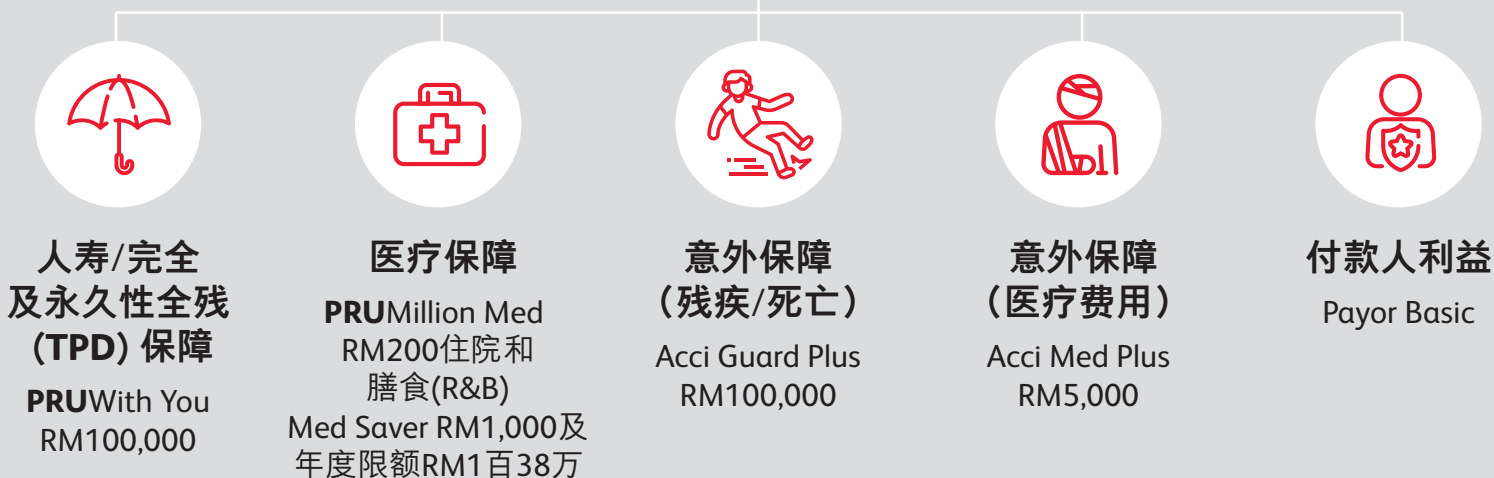 人寿/完全
及永久性全残
(TPD) 保障
PRUWith You
RM100,000
医疗保障
PRUMillion Med
RM200住院和
膳食(R&B)
Med Saver RM1,000及
年度限额RM1百38万
意外保障
（残疾/死亡）
Acci Guard Plus
RM100,000
意外保障
（医疗费用）
Acci Med Plus
RM5,000
付款人利益
Payor Basic